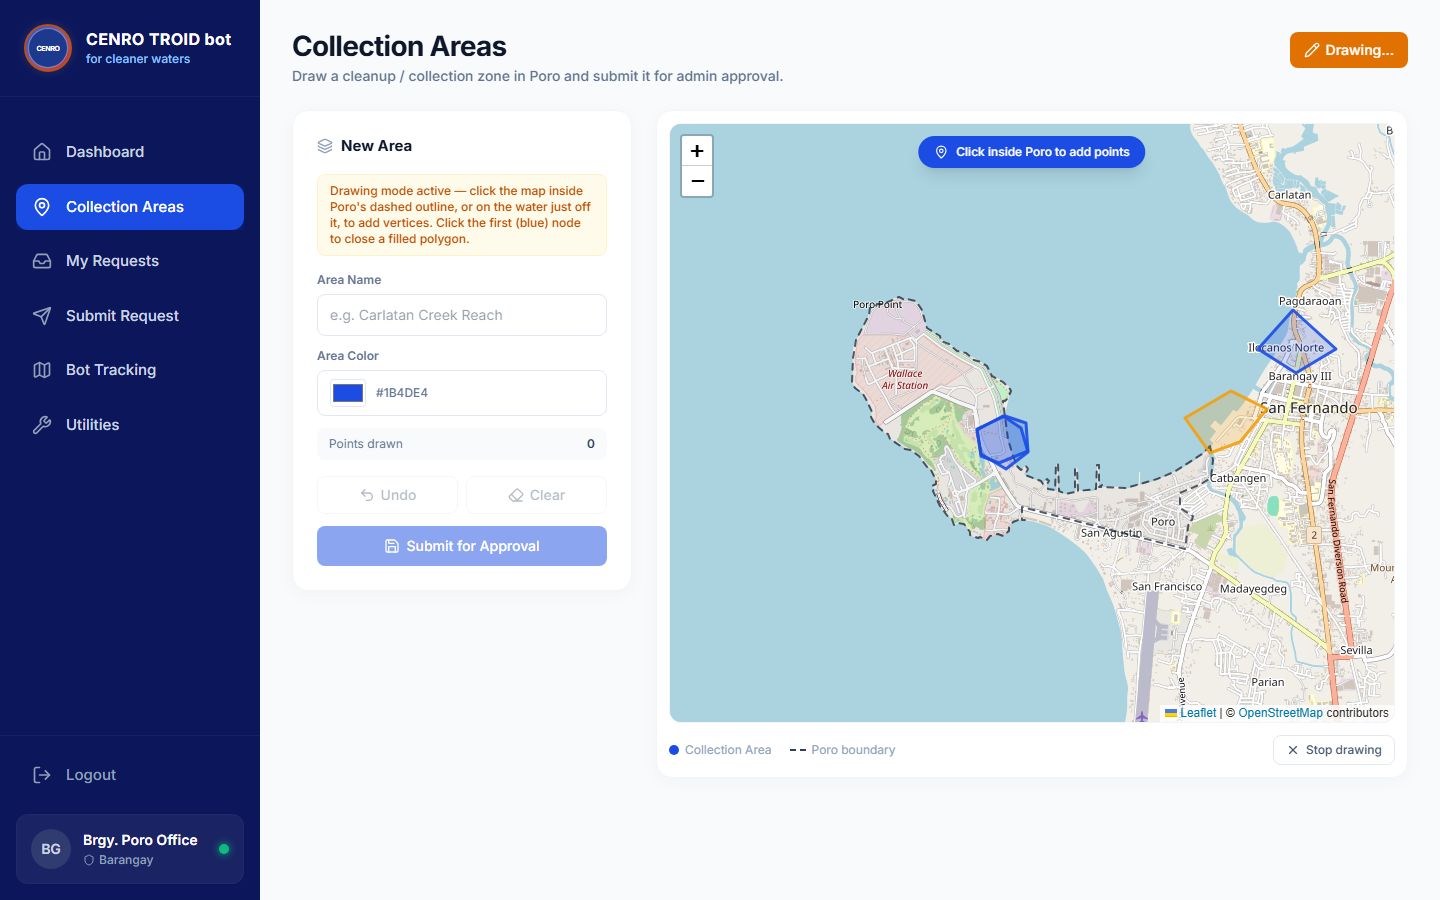 CENRO
CENRO TROID bot
for cleaner waters
Dashboard
Collection Areas
My Requests
Submit Request
Bot Tracking
Utilities
Logout
BG
Brgy. Poro Office
Barangay
Collection Areas
Draw a cleanup / collection zone in Poro and submit it for admin approval.
Drawing...
New Area
Drawing mode active — click the map inside
Poro's dashed outline, or on the water just off
it, to add vertices. Click the first (blue) node
to close a filled polygon.
Area Name
e.g. Carlatan Creek Reach
Area Color
#1B4DE4
Points drawn
0
Undo
Clear
Submit for Approval
+
−
Click inside Poro to add points
B
Carlatan
Pagdaraoan
Poro Point
Ilocanos Norte
Wallace
Air Station
Barangay III
San Fernando
Catbangen
San Fernando Diversion Road
Poro
San Agustin
2
San Francisco
Madayegdeg
Sevilla
Parian
venue
Leaflet | © OpenStreetMap contributors
Collection Area
Poro boundary
Stop drawing